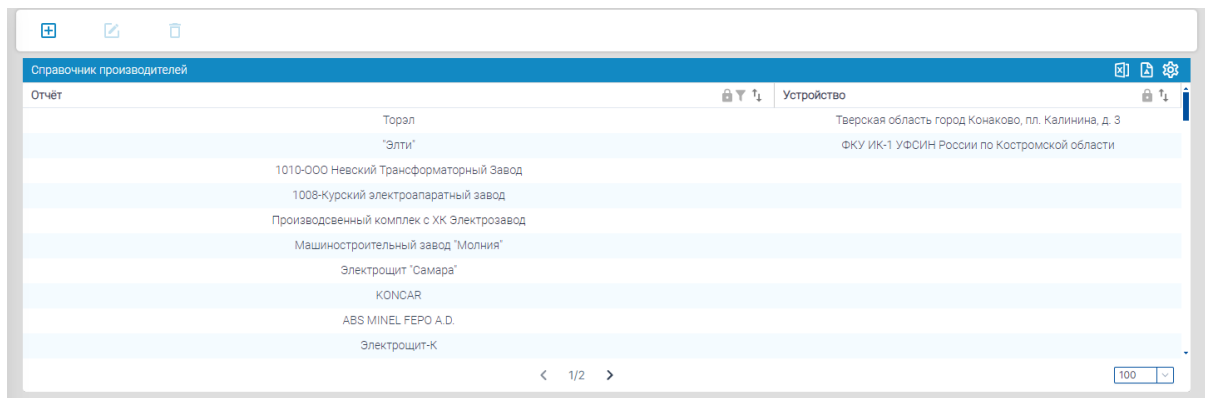 Справочник производителей
Отчёт Устройство
Торэл Тверская область город Конаково, пл. Калинина, д. 3
"Элти" ФКУ ИК-1 УФСИН России по Костромской области
1010-ООО Невский Трансформаторный Завод
1008-Курский электроапаратный завод
Производсвенный комплек с ХК Электрозавод
Машиностроительный завод "Молния"
Электрощит "Самара"
KONCAR
ABS MINEL FEPO A.D.
Электрощит-К
1/2
100